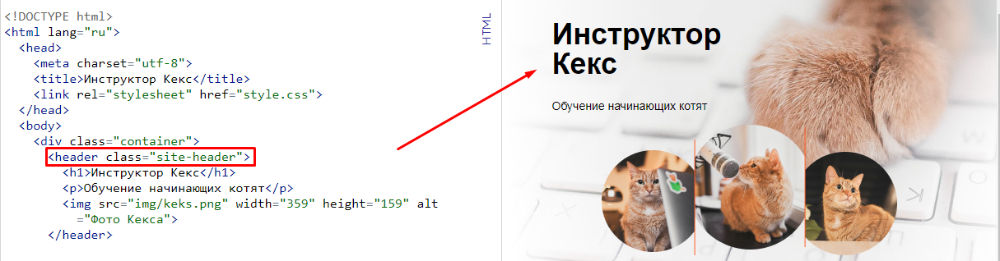 <!DOCTYPE html>
<html lang="ru">
<head>
<meta charset="utf-8">
<title>Инструктор Кекс</title>
<link rel="stylesheet" href="style.css">
</head>
<body>
<div class="container">
<header class="site-header">
<h1>Инструктор Кекс</h1>
<p>Обучение начинающих котят</p>
<img src="img/keks.png" width="359" height="159" alt
="Фото Кекса">
</header>
HTML
Инструктор
Кекс
Обучение начинающих котят